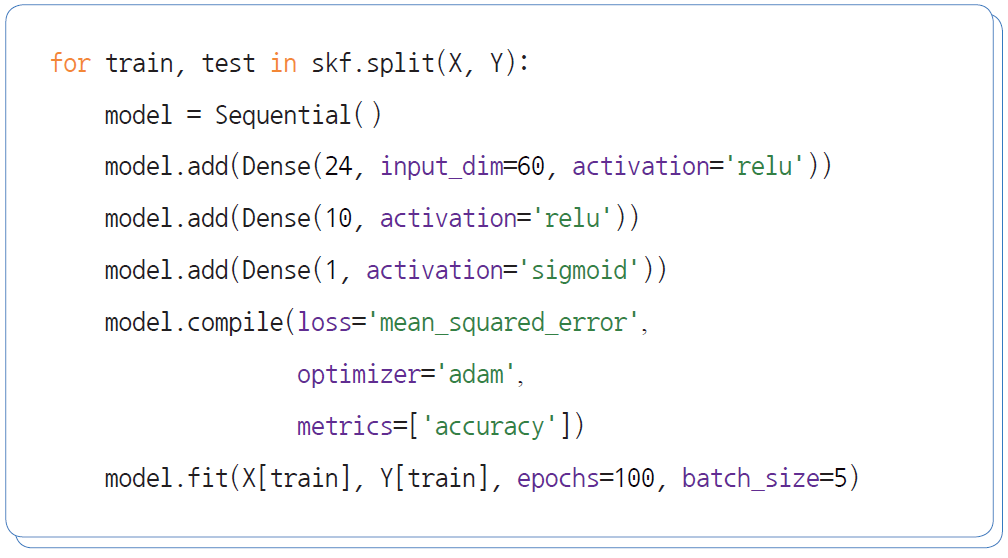 for train, test in skf.split(X, Y):
    model = Sequential()
    model.add(Dense(24, input_dim=60, activation='relu'))
    model.add(Dense(10, activation='relu'))
    model.add(Dense(1, activation='sigmoid'))
    model.compile(loss='mean_squared_error',
                  optimizer='adam',
                  metrics=['accuracy'])
    model.fit(X[train], Y[train], epochs=100, batch_size=5)